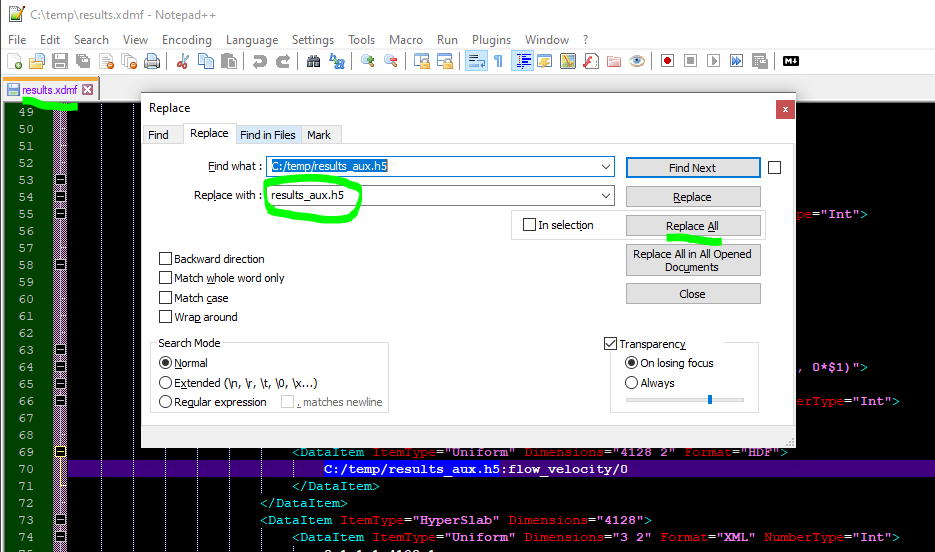 C:\temp\results.xdmf - Notepad++
File Edit Search View Encoding Language Settings Tools Macro Run Plugins Window ?
results.xdmf
Replace
Find Replace Find in Files Mark
Find what : C:/temp/results_aux.h5 Find Next
Replace with : results_aux.h5 Replace
In selection Replace All
Replace All in All Opened
Documents
Close
Backward direction
Match whole word only
Match case
Wrap around
Search Mode
Normal
Extended (\n, \r, \t, \0, \x...)
Regular expression . matches newline
Transparency
On losing focus
Always
49
50
51
52
53
54
55 pe="Int">
56
57
58
59
60
61
62
63
64 , 0*$1)">
65
66 erType="Int">
67
68
69 <DataItem ItemType="Uniform" Dimensions="4128 2" Format="HDF">
70 C:/temp/results_aux.h5:flow_velocity/0
71 </DataItem>
72 </DataItem>
73 <DataItem ItemType="HyperSlab" Dimensions="4128">
74 <DataItem ItemType="Uniform" Dimensions="3 2" Format="XML" NumberType="Int">